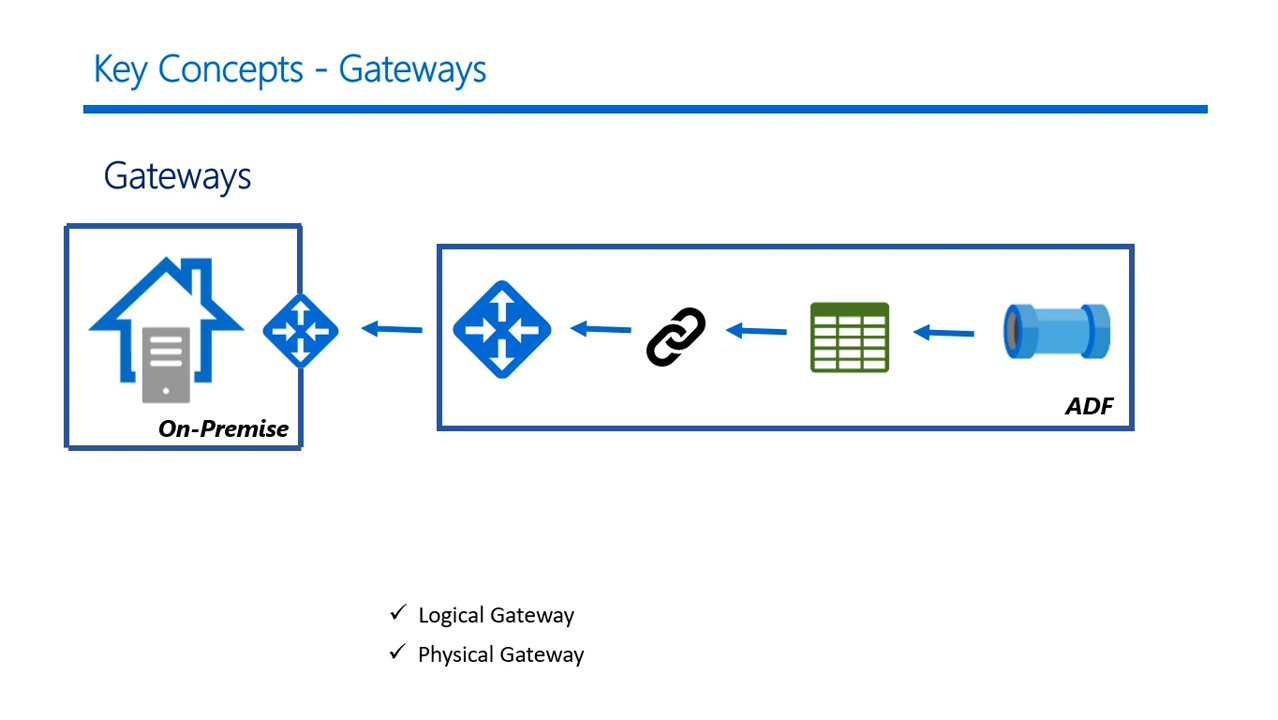 Key Concepts - Gateways
Gateways
On-Premise
ADF
✓ Logical Gateway
✓ Physical Gateway